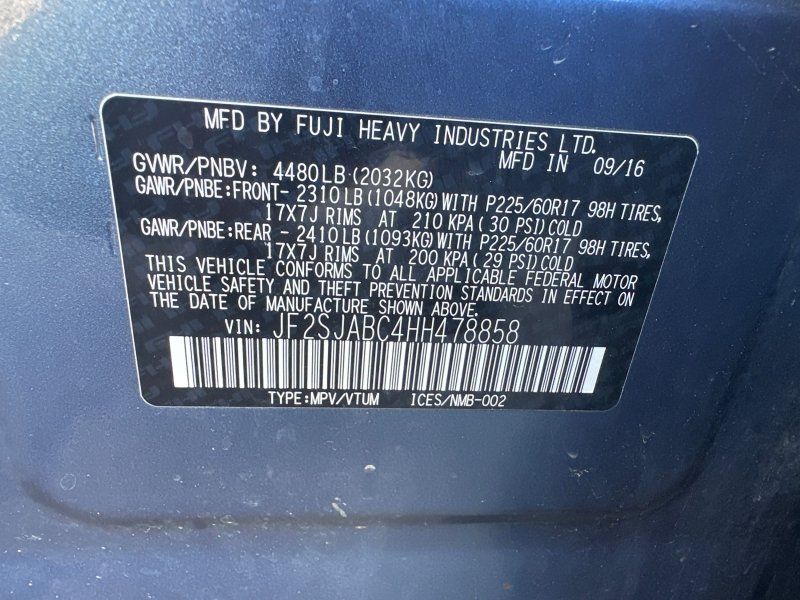 MFD BY FUJI HEAVY INDUSTRIES LTD.
MFD IN 09/16
GVWR/PNBV: 4480LB(2032KG)
GAWR/PNBE:FRONT- 2310LB(1048KG)WITH P225/60R17 98H TIRES,
17X7J RIMS AT 210 KPA( 30 PSI)COLD
GAWR/PNBE:REAR - 2410LB(1093KG)WITH P225/60R17 98H TIRES,
17X7J RIMS AT 200 KPA( 29 PSI)COLD
THIS VEHICLE CONFORMS TO ALL APPLICABLE FEDERAL MOTOR
VEHICLE SAFETY AND THEFT PREVENTION STANDARDS IN EFFECT ON
THE DATE OF MANUFACTURE SHOWN ABOVE.
VIN: JF2SJABC4HH478858
TYPE:MPV/VTUM ICES/NMB-002